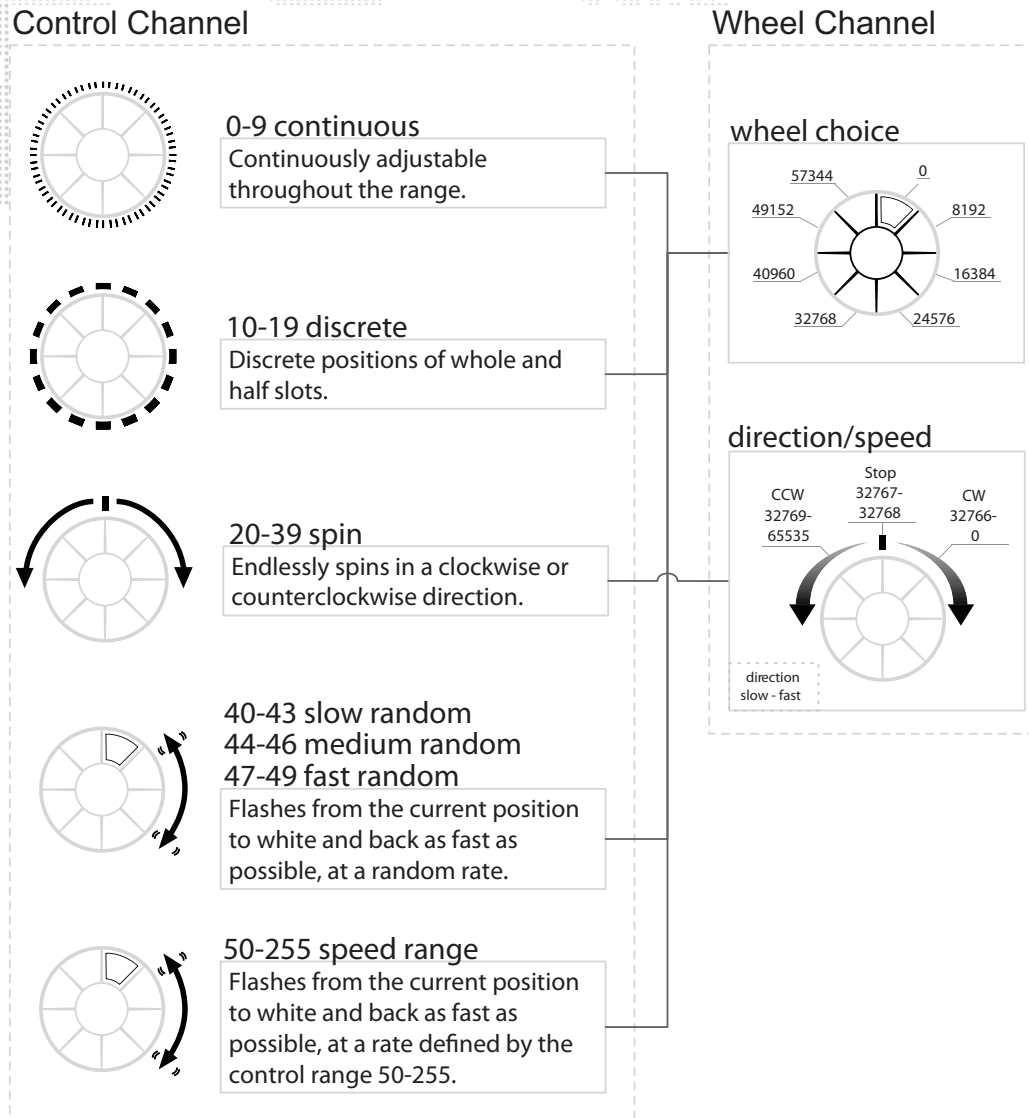 Control Channel
0-9 continuous
Continuously adjustable
throughout the range.
10-19 discrete
Discrete positions of whole and
half slots.
20-39 spin
Endlessly spins in a clockwise or
counterclockwise direction.
40-43 slow random
44-46 medium random
47-49 fast random
Flashes from the current position
to white and back as fast as
possible, at a random rate.
50-255 speed range
Flashes from the current position
to white and back as fast as
possible, at a rate defined by the
control range 50-255.
Wheel Channel
wheel choice
0
8192
16384
24576
32768
40960
49152
57344
direction/speed
CCW
32769-
65535
Stop
32767-
32768
CW
32766-
0
direction
slow - fast